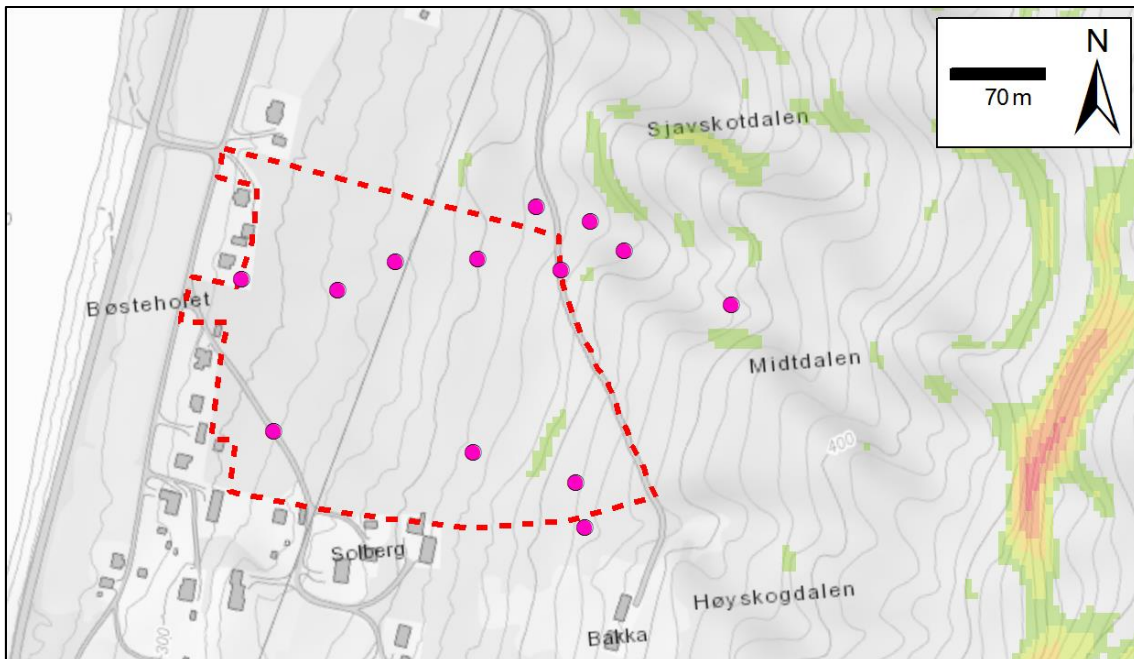 N
70 m
Sjavskotdalen
Bøsteholet
Midtdalen
400
Solberg
Høyskogdalen
300
Bakka